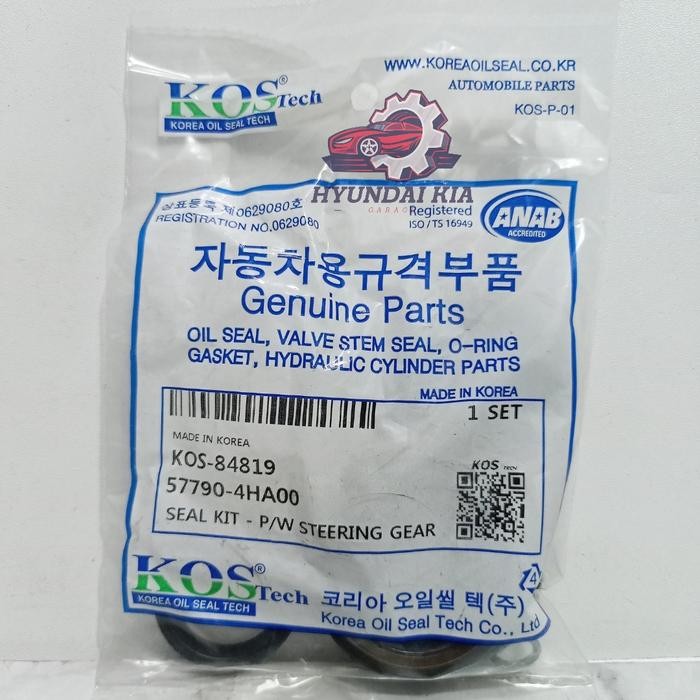 WWW.KOREAOILSEAL.CO.KR
AUTOMOBILE PARTS
KOS-P-01
KOS® Tech
KOREA OIL SEAL TECH
HYUNDAI KIA
GARAGE
상표등록 제0629080호
REGISTRATION NO.0629080
Registered
ISO / TS 16949
ANAB
ACCREDITED
자동차용규격부품
Genuine Parts
OIL SEAL, VALVE STEM SEAL, O-RING
GASKET, HYDRAULIC CYLINDER PARTS
MADE IN KOREA
1 SET
MADE IN KOREA
KOS-84819
57790-4HA00
SEAL KIT - P/W STEERING GEAR
KOS TECH
4
KOS Tech
KOREA OIL SEAL TECH
코리아 오일씰 텍(주)
Korea Oil Seal Tech Co., Ltd